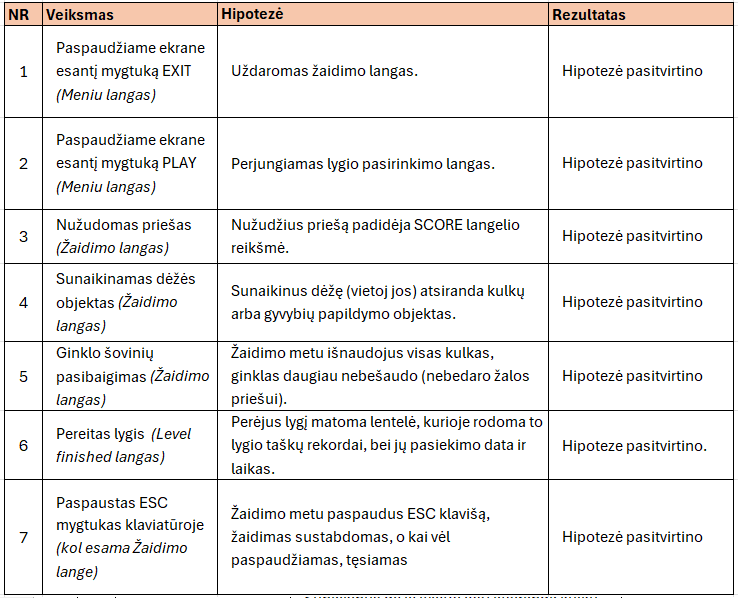 NR Veiksmas Hipotezė Rezultatas
1
Paspaudžiame ekrane
esantį mygtuką EXIT
(Meniu langas)
Uždaromas žaidimo langas.
Hipotezė pasitvirtino
2
Paspaudžiame ekrane
esantį mygtuką PLAY
(Meniu langas)
Perjungiamas lygio pasirinkimo langas.
Hipotezė pasitvirtino
3
Nužudomas priešas
(Žaidimo langas)
Nužudžius priešą padidėja SCORE langelio
reikšmė.
Hipotezė pasitvirtino
4
Sunaikinamas dėžės
objektas (Žaidimo
langas)
Sunaikinus dėžę (vietoj jos) atsiranda kulkų
arba gyvybių papildymo objektas.
Hipotezė pasitvirtino
5
Ginklo šovinių
pasibaigimas (Žaidimo
langas)
Žaidimo metu išnaudojus visas kulkas,
ginklas daugiau nebešaudo (nebedaro žalos
priešui).
Hipotezė pasitvirtino
6
Pereitas lygis (Level
finished langas)
Perėjus lygį matoma lentelė, kurioje rodoma to
lygio taškų rekordai, bei jų pasiekimo data ir
laikas.
Hipoteze pasitvirtino.
7
Paspaustas ESC
mygtukas klaviatūroje
(kol esama Žaidimo
lange)
Žaidimo metu paspaudus ESC klavišą,
žaidimas sustabdomas, o kai vėl
paspaudžiamas, tęsiamas
Hipotezė pasitvirtino